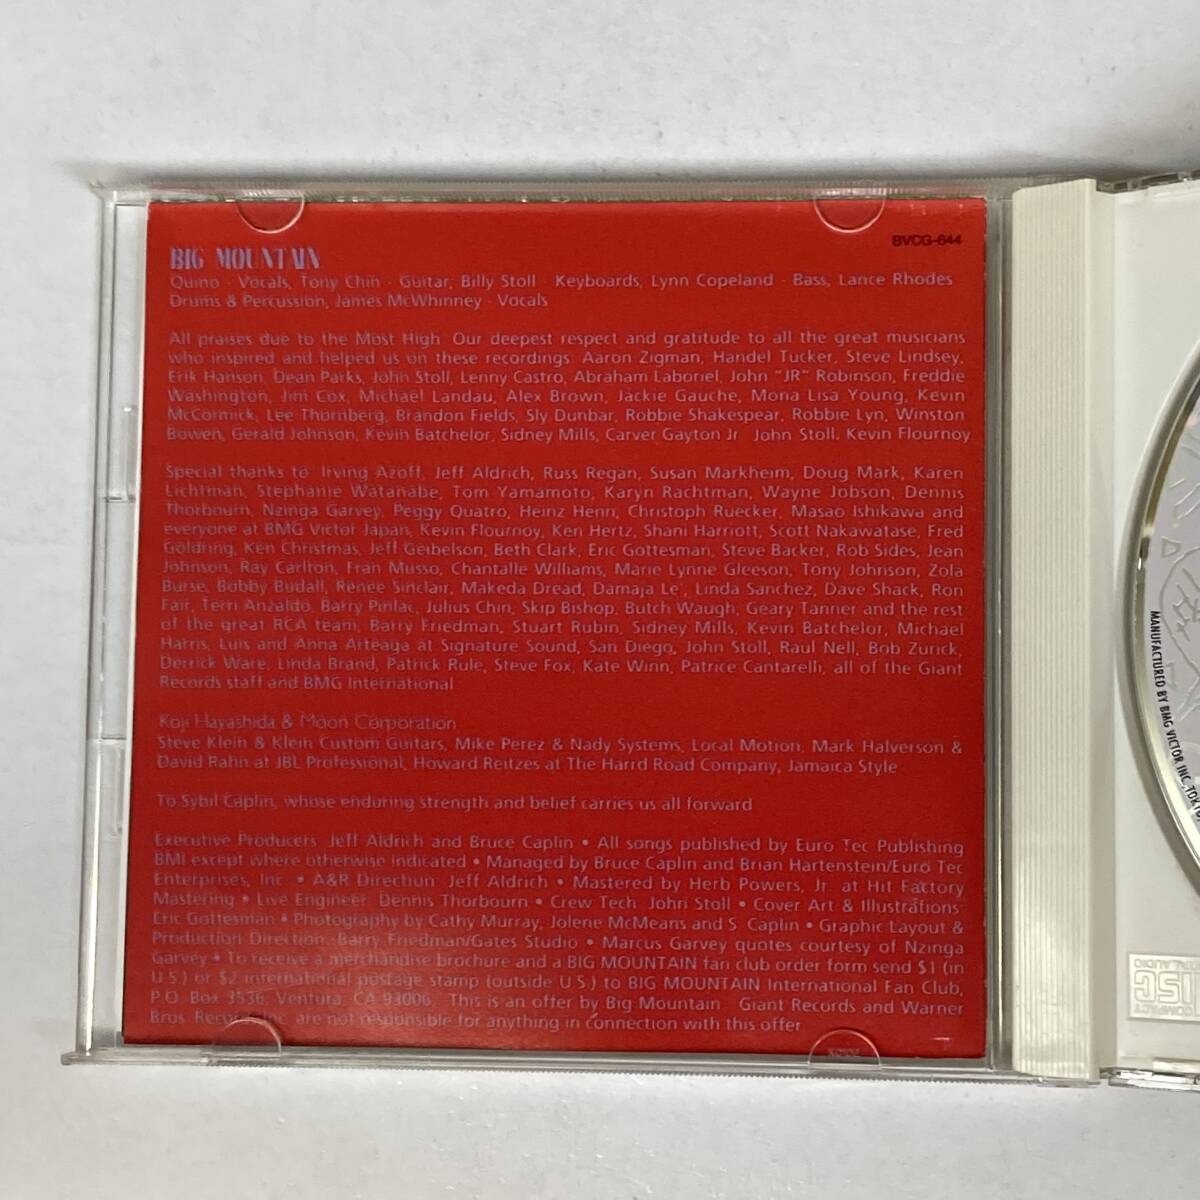 BVCG-644
BIG MOUNTAIN
Quino · Vocals, Tony Chin · Guitar, Billy Stoll · Keyboards, Lynn Copeland · Bass, Lance Rhodes
Drums & Percussion, James McWhinney · Vocals
All praises due to the Most High. Our deepest respect and gratitude to all the great musicians
who inspired and helped us on these recordings: Aaron Zigman, Handel Tucker, Steve Lindsey,
Erik Hanson, Dean Parks, John Stoll, Lenny Castro, Abraham Laboriel, John "JR" Robinson, Freddie
Washington, Jim Cox, Michael Landau, Alex Brown, Jackie Gauche, Mona Lisa Young, Kevin
McCormick, Lee Thornberg, Brandon Fields, Sly Dunbar, Robbie Shakespear, Robbie Lyn, Winston
Bowen, Gerald Johnson, Kevin Batchelor, Sidney Mills, Carver Gayton Jr. John Stoll, Kevin Flournoy
Special thanks to: Irving Azoff, Jeff Aldrich, Russ Regan, Susan Markheim, Doug Mark, Karen
Lichtman, Stephanie Watanabe, Tom Yamamoto, Karyn Rachtman, Wayne Jobson, Dennis
Thorbourn, Nzinga Garvey, Peggy Quatro, Heinz Henn, Christoph Ruecker, Masao Ishikawa and
everyone at BMG Victor Japan, Kevin Flournoy, Ken Hertz, Shani Harriott, Scott Nakawatase, Fred
Goldring, Ken Christmas, Jeff Geibelson, Beth Clark, Eric Gottesman, Steve Backer, Rob Sides, Jean
Johnson, Ray Carlton, Fran Musso, Chantalle Williams, Marie Lynne Gleeson, Tony Johnson, Zola
Burse, Bobby Budall, Renee Sinclair, Makeda Dread, Damaja Le', Linda Sanchez, Dave Shack, Ron
Fair, Terri Anzaldo, Barry Pinlac, Julius Chin, Skip Bishop, Butch Waugh, Geary Tanner and the rest
of the great RCA team, Barry Friedman, Stuart Rubin, Sidney Mills, Kevin Batchelor, Michael
Harris, Luis and Anna Arteaga at Signature Sound, San Diego, John Stoll, Raul Nell, Bob Zurick,
Derrick Ware, Linda Brand, Patrick Rule, Steve Fox, Kate Winn, Patrice Cantarelli, all of the Giant
Records staff and BMG International
Koji Hayashida & Moon Corporation
Steve Klein & Klein Custom Guitars, Mike Perez & Nady Systems, Local Motion, Mark Halverson &
David Rahn at JBL Professional, Howard Reitzes at The Harrd Road Company, Jamaica Style
To Sybil Caplin, whose enduring strength and belief carries us all forward
Executive Producers: Jeff Aldrich and Bruce Caplin • All songs published by Euro Tec Publishing
BMI except where otherwise indicated • Managed by Bruce Caplin and Brian Hartenstein/Euro Tec
Enterprises, Inc. • A&R Direction: Jeff Aldrich • Mastered by Herb Powers, Jr. at Hit Factory
Mastering • Live Engineer: Dennis Thorbourn • Crew Tech: John Stoll • Cover Art & Illustrations:
Eric Gottesman • Photography by Cathy Murray, Jolene McMeans and S. Caplin • Graphic Layout &
Production Direction: Barry Friedman/Gates Studio • Marcus Garvey quotes courtesy of Nzinga
Garvey • To receive a merchandise brochure and a BIG MOUNTAIN fan club order form send $1 (in
U.S.) or $2 international postage stamp (outside U.S.) to BIG MOUNTAIN International Fan Club,
P.O. Box 3536, Ventura, CA 93006. This is an offer by Big Mountain. Giant Records and Warner
Bros. Records Inc. are not responsible for anything in connection with this offer.
MANUFACTURED BY BMG VICTOR INC., TOKYO,